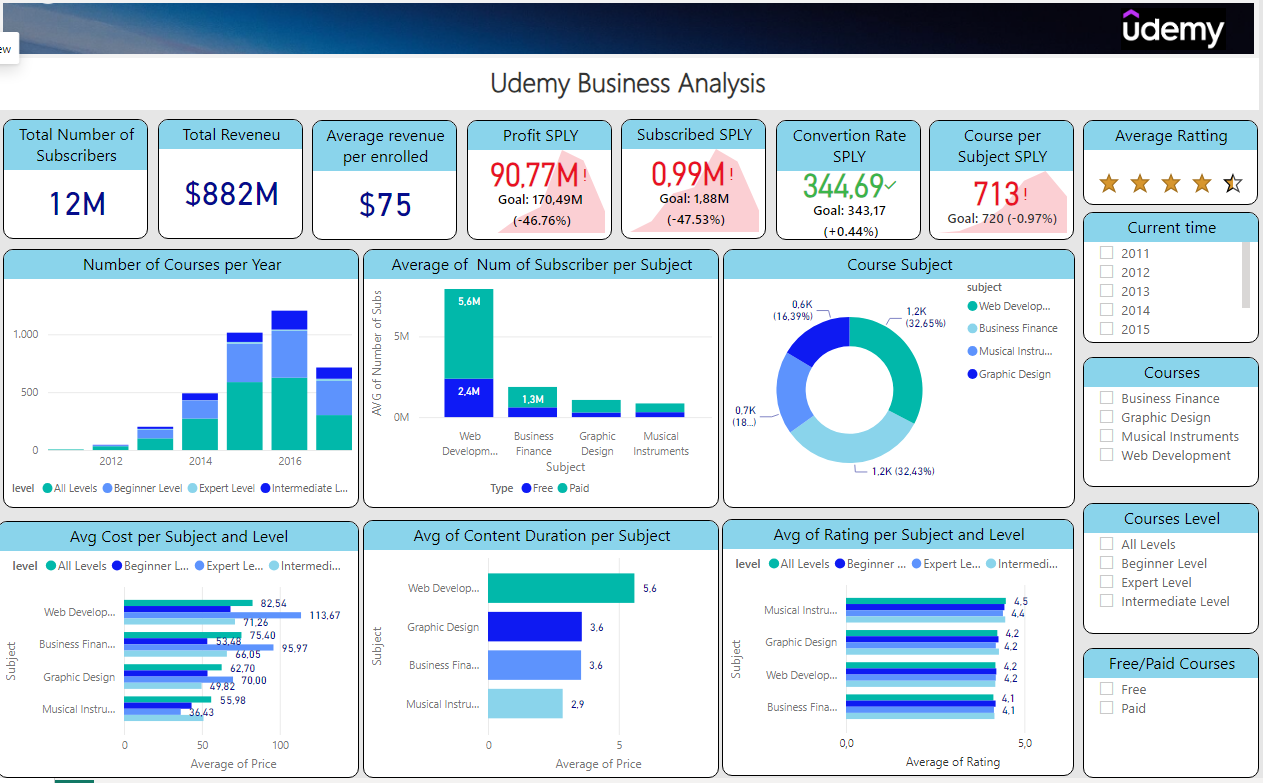 ew
ûdemy
Udemy Business Analysis
Total Number of
Subscribers
12M
Total Reveneu
$882M
Average revenue
per enrolled
$75
Profit SPLY
90,77M!
Goal: 170,49M
(-46.76%)
Subscribed SPLY
0,99M!
Goal: 1,88M
(-47.53%)
Convertion Rate
SPLY
344,69✓
Goal: 343,17
(+0.44%)
Course per
Subject SPLY
713!
Goal: 720 (-0.97%)
Average Ratting
Current time
2011
2012
2013
2014
2015
Number of Courses per Year
1.000
500
0
2012
2014
2016
level All Levels Beginner Level Expert Level Intermediate L...
Average of Num of Subscriber per Subject
AVG of Number of Subs
5M
0M
5,6M
2,4M
1,3M
Web
Developm...
Business
Finance
Graphic
Design
Musical
Instruments
Subject
Type Free Paid
Course Subject
0.6K
(16,39%)
1.2K
(32,65%)
0.7K
(18...)
1.2K (32,43%)
subject
Web Develop...
Business Finance
Musical Instru...
Graphic Design
Courses
Business Finance
Graphic Design
Musical Instruments
Web Development
Avg Cost per Subject and Level
level All Levels Beginner L... Expert Le... Intermedi...
Subject
Web Develop...
82,54
113,67
71,26
Business Finan...
75,40
53,48
95,97
66,05
Graphic Design
62,70
70.00
49,82
Musical Instru...
55,98
36,43
0
50
100
Average of Price
Avg of Content Duration per Subject
Subject
Web Develop...
5.6
Graphic Design
3.6
Business Fina...
3.6
Musical Instru...
2.9
0
5
Average of Price
Avg of Rating per Subject and Level
level All Levels Beginner ... Expert Le... Intermedi...
Subject
Musical Instru...
4,5
4,4
Graphic Design
4.2
4.2
Web Develop...
4.2
4.2
Business Fina...
4.1
4.1
0,0
5,0
Average of Rating
Courses Level
All Levels
Beginner Level
Expert Level
Intermediate Level
Free/Paid Courses
Free
Paid